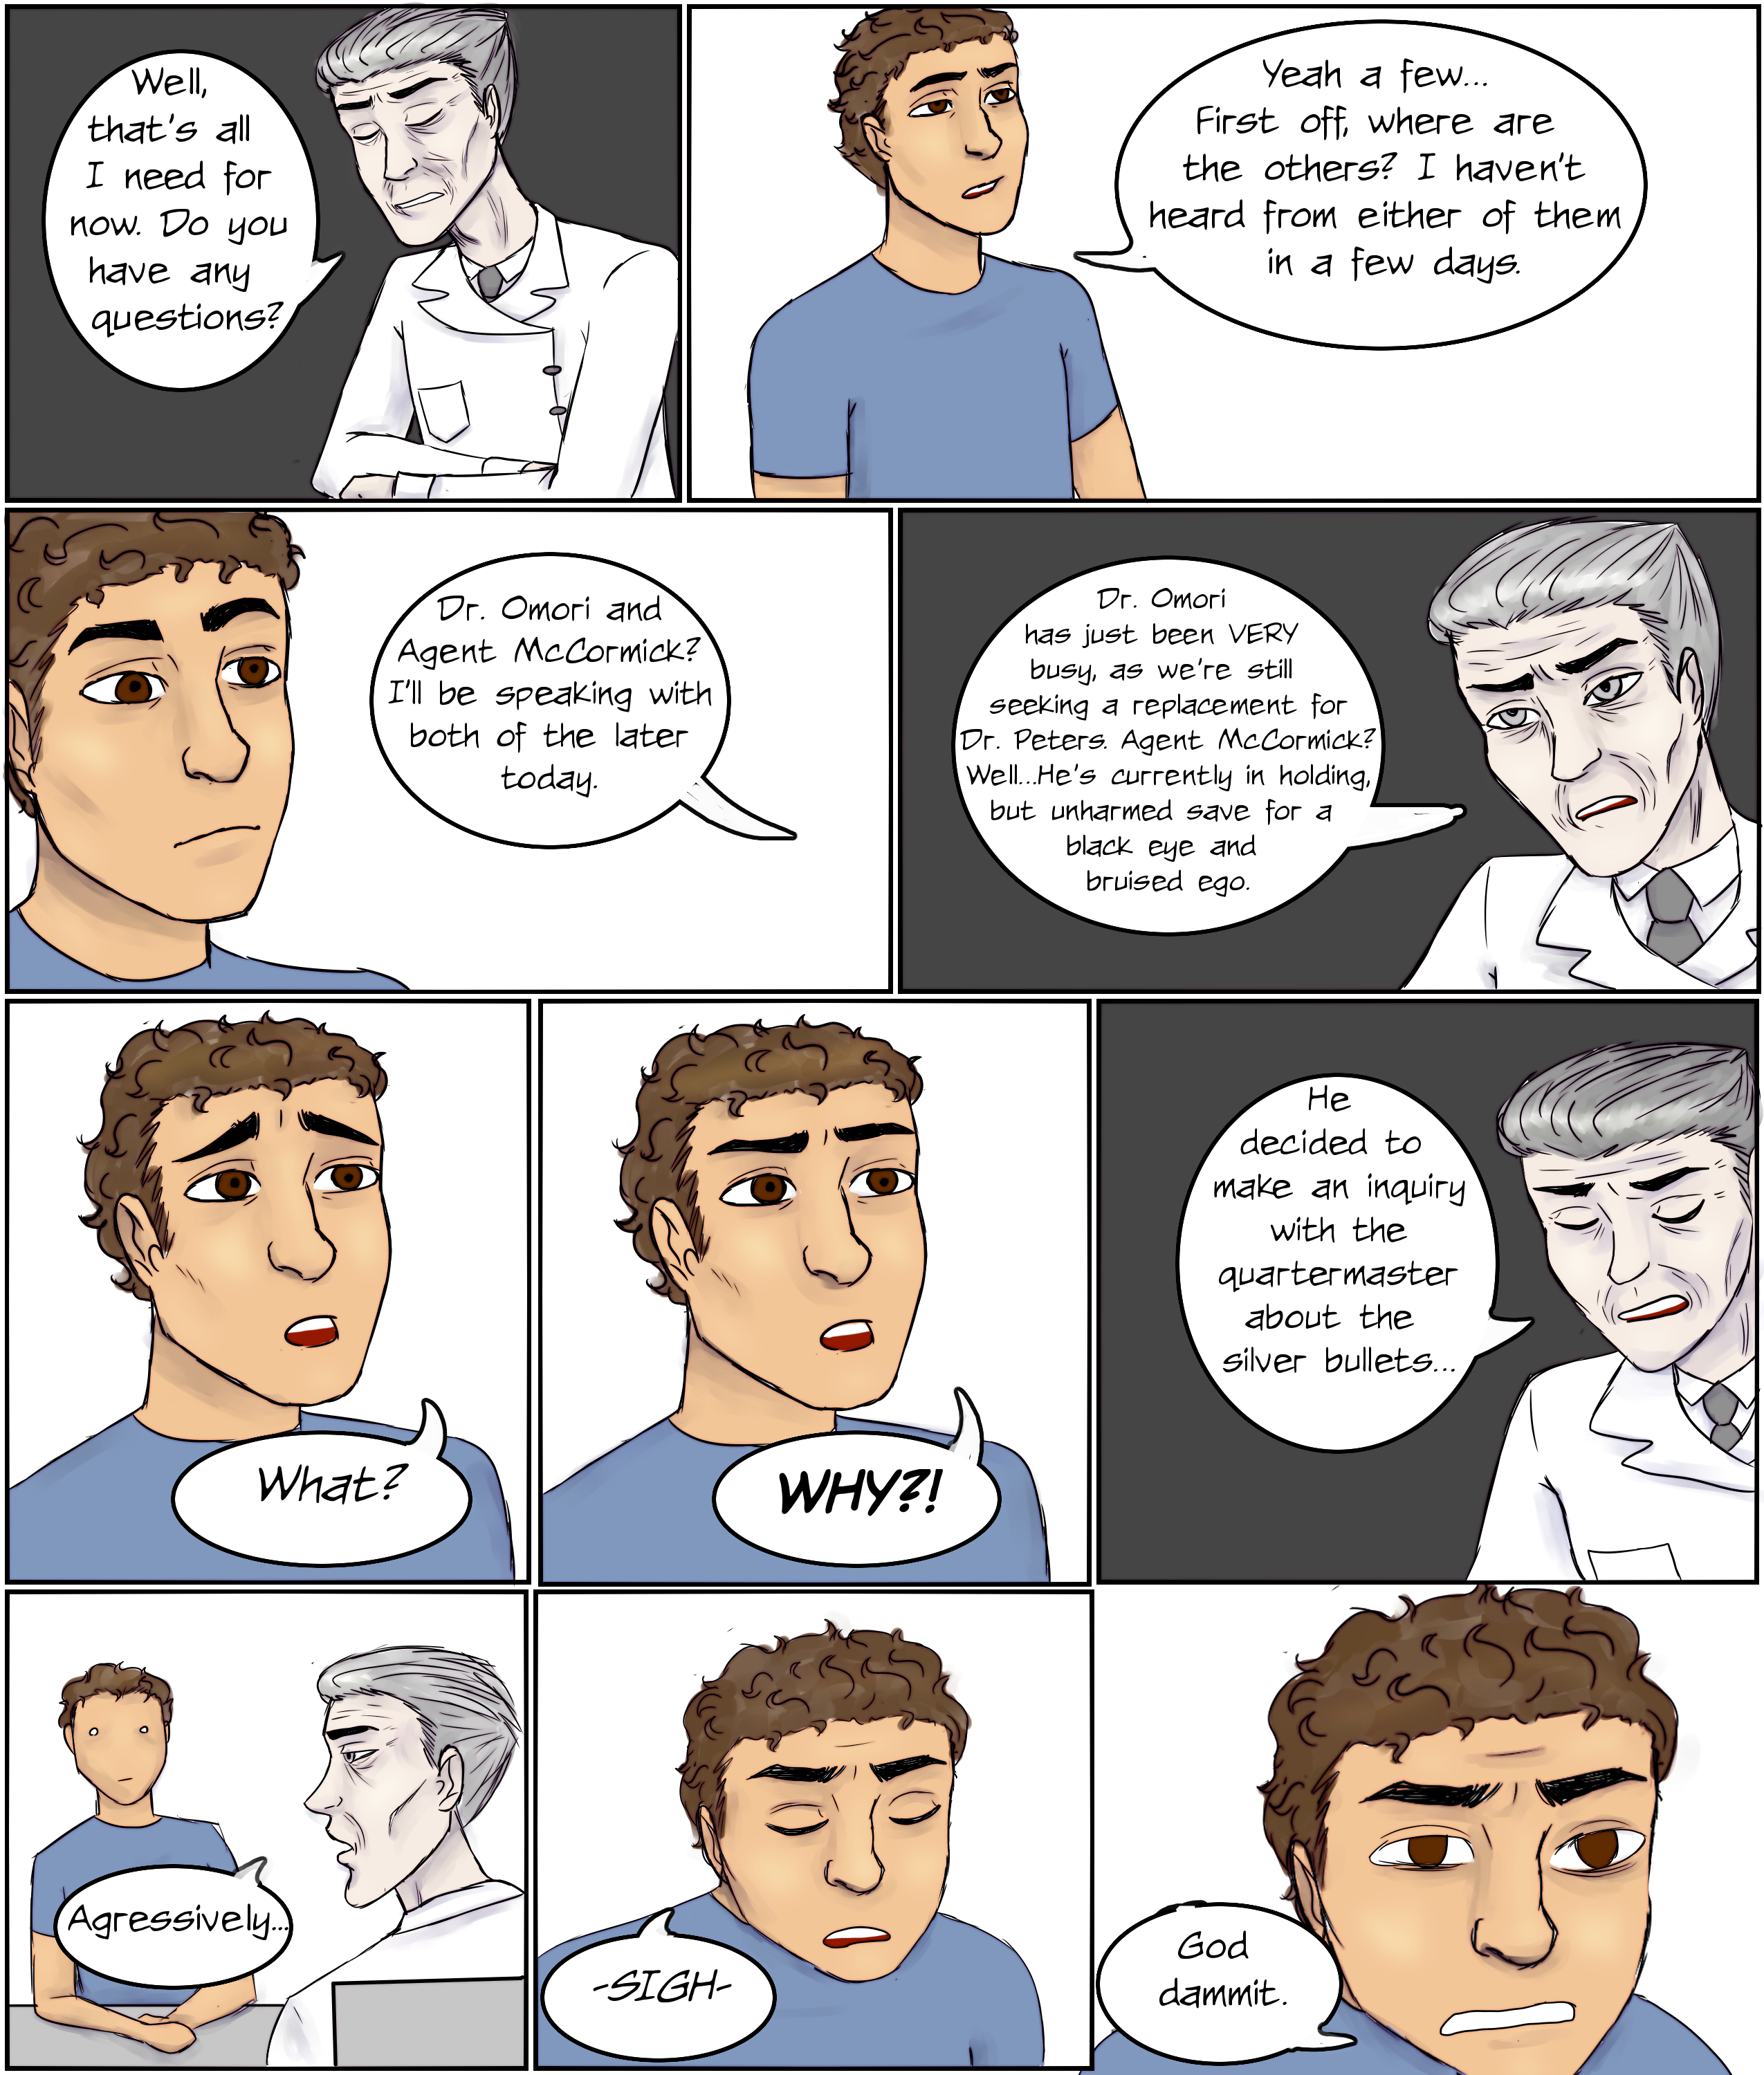 Well,
that's all
I need for
now. Do you
have any
questions?
Yeah a few...
First off, where are
the others? I haven't
heard from either of them
in a few days.
Dr. Omori and
Agent McCormick?
I'll be speaking with
both of the later
today.
Dr. Omori
has just been VERY
busy, as we're still
seeking a replacement for
Dr. Peters. Agent McCormick?
Well...He's currently in holding,
but unharmed save for a
black eye and
bruised ego.
What?
WHY?!
He
decided to
make an inquiry
with the
quartermaster
about the
silver bullets...
Agressively...
-SIGH-
God
dammit.